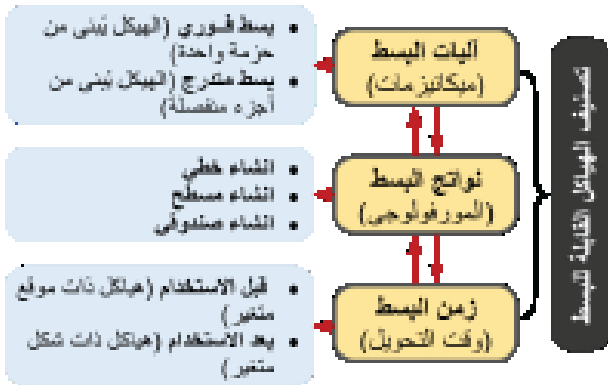 تصنيف الهياكل القابلة للبسط
آليات البسط
(ميكانيزمات)
• بسط فوري (الهيكل يُبنى من
حزمة واحدة)
• بسط متدرج (الهيكل يُبنى من
أجزء منفصلة)
نواتج البسط
(المورفولوجي)
• انشاء خطي
• انشاء مسطح
• انشاء صندوقي
زمن البسط
(وقت التحويل)
• قبل الاستخدام (هياكل ذات موقع
متغير)
• بعد الاستخدام (هياكل ذات شكل
متغير)